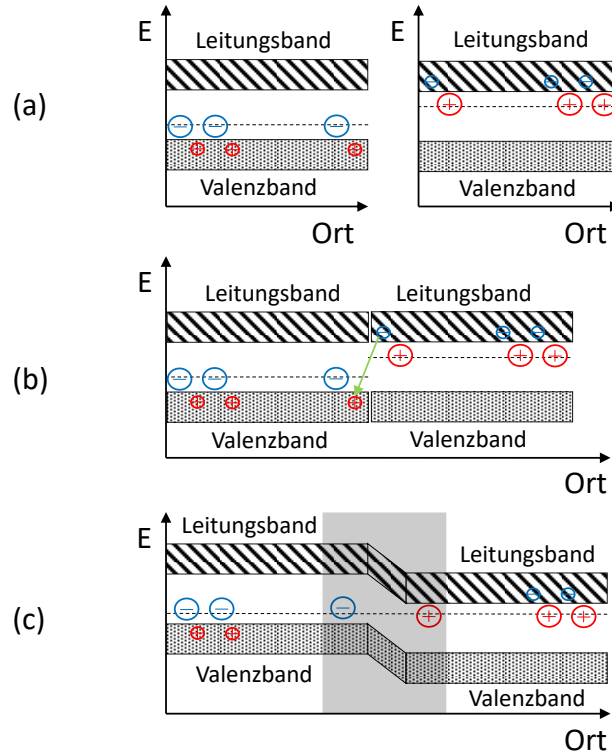 E
Leitungsband
(a)
Valenzband
Ort
E
Leitungsband
Valenzband
Ort
E
Leitungsband
Leitungsband
(b)
Valenzband
Valenzband
Ort
E
Leitungsband
Leitungsband
(c)
Valenzband
Valenzband
Ort